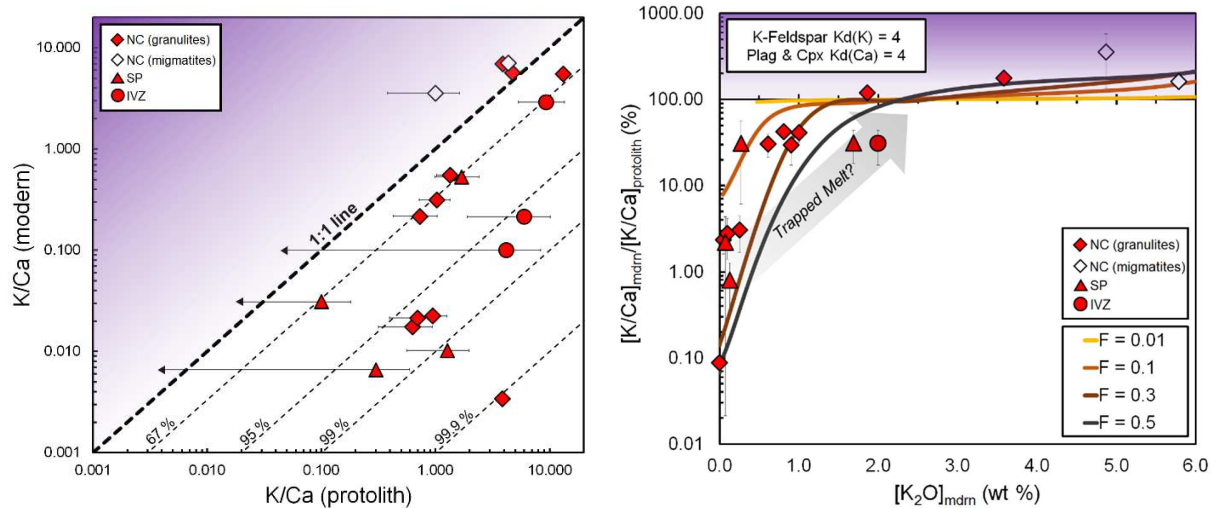 10.000
1.000
0.100
0.010
0.001
K/Ca (modern)
NC (granulites)
NC (migmatites)
SP
IVZ
1:1 line
67 %
95 %
99 %
99.9 %
0.001
0.010
0.100
1.000
10.000
K/Ca (protolith)
1000.00
100.00
10.00
1.00
0.10
0.01
[K/Ca]mdrn/[K/Ca]protolith (%)
K-Feldspar Kd(K) = 4
Plag & Cpx Kd(Ca) = 4
Trapped Melt?
NC (granulites)
NC (migmatites)
SP
IVZ
F = 0.01
F = 0.1
F = 0.3
F = 0.5
0.0
1.0
2.0
3.0
4.0
5.0
6.0
[K2O]mdrn (wt %)